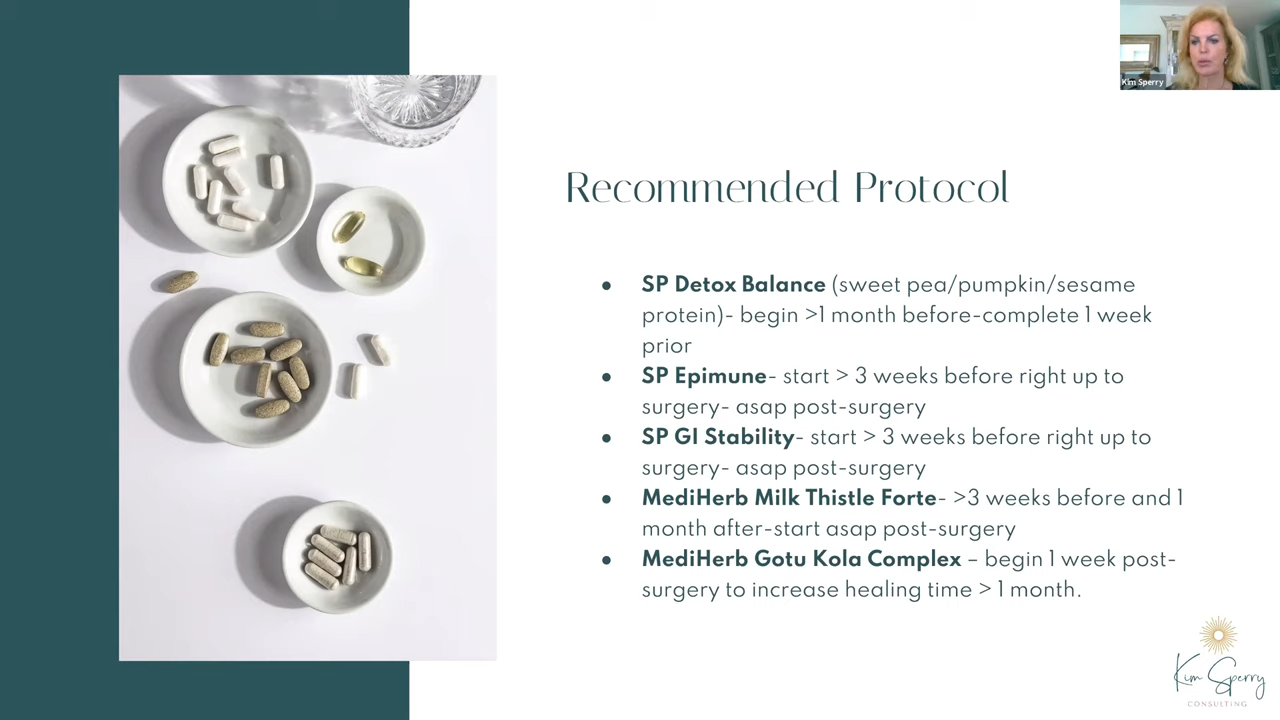 Kim Sperry
Recommended Protocol
● SP Detox Balance (sweet pea/pumpkin/sesame
protein)- begin >1 month before-complete 1 week
prior
● SP Epimune- start > 3 weeks before right up to
surgery- asap post-surgery
● SP GI Stability- start > 3 weeks before right up to
surgery- asap post-surgery
● MediHerb Milk Thistle Forte- >3 weeks before and 1
month after-start asap post-surgery
● MediHerb Gotu Kola Complex – begin 1 week post-
surgery to increase healing time > 1 month.
Kim Sperry
CONSULTING